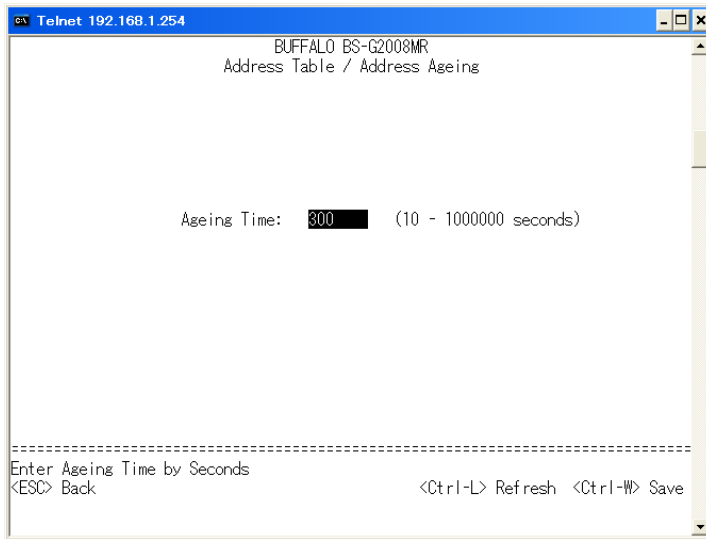 Telnet 192.168.1.254
BUFFALO BS-G2008MR
Address Table / Address Ageing
Ageing Time: 300 (10 - 1000000 seconds)
===============================================================================
Enter Ageing Time by Seconds
<ESC> Back <Ctrl-L> Refresh <Ctrl-W> Save